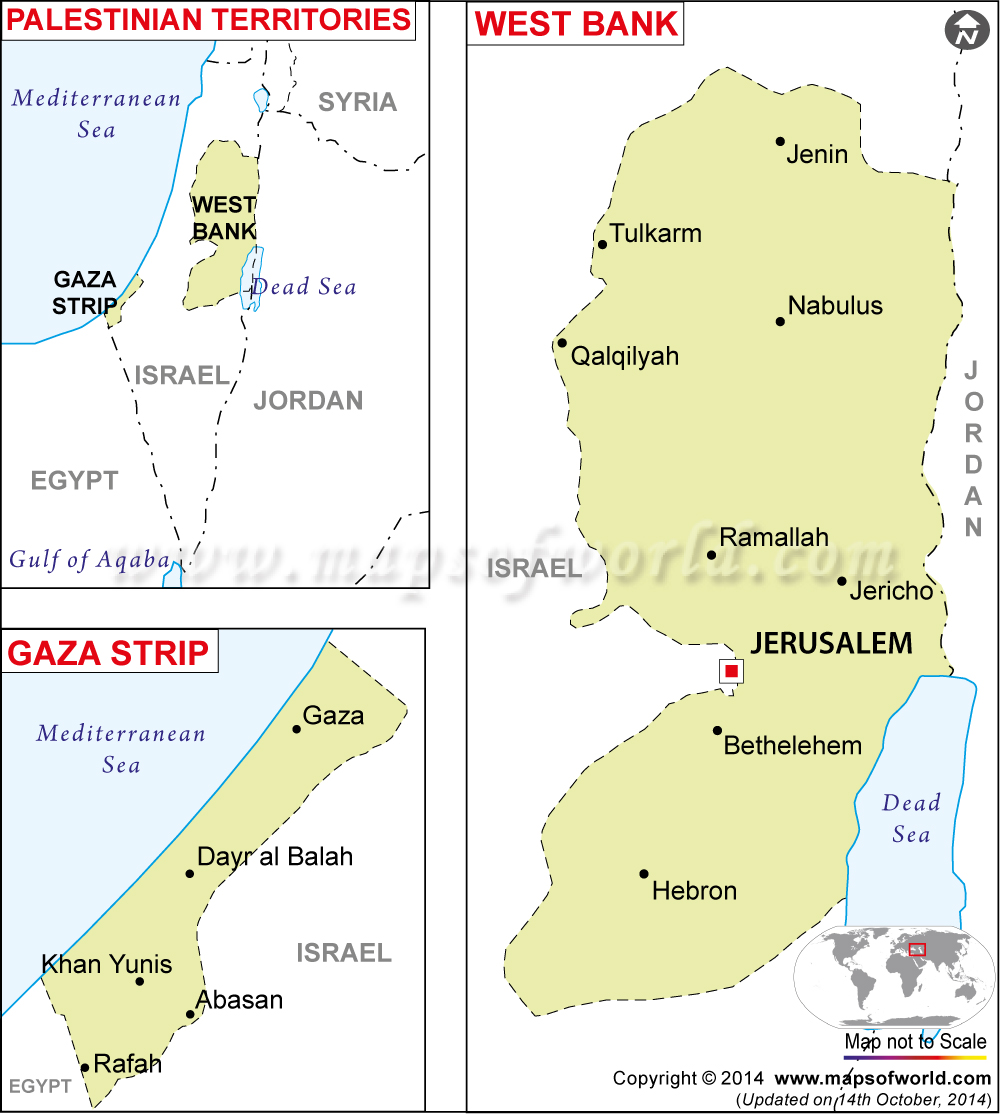 PALESTINIAN TERRITORIES
Mediterranean
Sea
SYRIA
WEST
BANK
GAZA
STRIP
Dead Sea
ISRAEL
JORDAN
EGYPT
Gulf of Aqaba
GAZA STRIP
Mediterranean
Sea
Gaza
Dayr al Balah
ISRAEL
Khan Yunis
Abasan
Rafah
EGYPT
WEST BANK
N
Jenin
Tulkarm
Nabulus
Qalqilyah
J
O
R
D
A
N
www.mapsofworld.com
Ramallah
ISRAEL
Jericho
JERUSALEM
Bethelehem
Dead
Sea
Hebron
Map not to Scale
Copyright © 2014 www.mapsofworld.com
(Updated on 14th October, 2014)